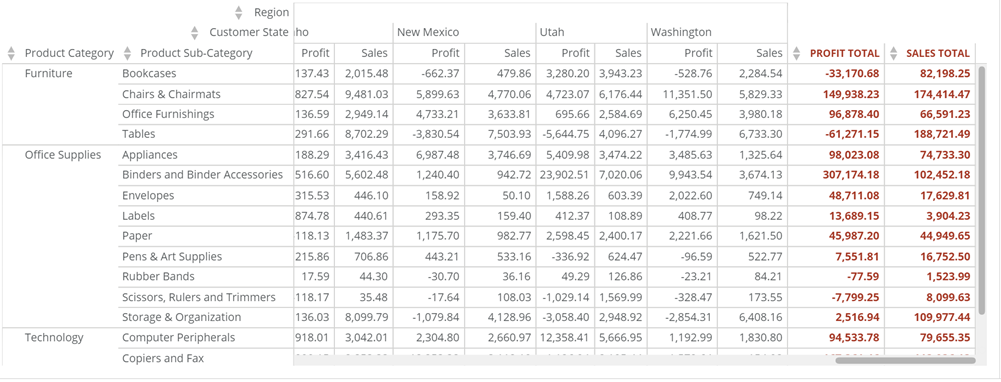 Region
Customer State ho New Mexico Utah Washington
Product Category Product Sub-Category Profit Sales Profit Sales Profit Sales Profit Sales PROFIT TOTAL SALES TOTAL
Furniture Bookcases 137.43 2,015.48 -662.37 479.86 3,280.20 3,943.23 -528.76 2,284.54 -33,170.68 82,198.25
Chairs & Chairmats 827.54 9,481.03 5,899.63 4,770.06 4,723.07 6,176.44 11,351.50 5,829.33 149,938.23 174,414.47
Office Furnishings 136.59 2,949.14 4,733.21 3,633.81 695.66 2,584.69 6,250.45 3,980.18 96,878.40 66,591.23
Tables 291.66 8,702.29 -3,830.54 7,503.93 -5,644.75 4,096.27 -1,774.99 6,733.30 -61,271.15 188,721.49
Office Supplies Appliances 188.29 3,416.43 6,987.48 3,746.69 5,409.98 3,474.22 3,485.63 1,325.64 98,023.08 74,733.30
Binders and Binder Accessories 516.60 5,602.48 1,240.40 942.72 23,902.51 7,020.06 9,943.54 3,674.13 307,174.18 102,452.18
Envelopes 315.53 446.10 158.92 50.10 1,588.26 603.39 2,022.60 749.14 48,711.08 17,629.81
Labels 874.78 440.61 293.35 159.40 412.37 108.89 408.77 98.22 13,689.15 3,904.23
Paper 118.13 1,483.37 1,175.70 982.77 2,598.45 2,400.17 2,221.66 1,621.50 45,987.20 44,949.65
Pens & Art Supplies 215.86 706.86 443.21 533.16 -336.92 624.47 -96.59 522.77 7,551.81 16,752.50
Rubber Bands 17.59 44.30 -30.70 36.16 49.29 126.86 -23.21 84.21 -77.59 1,523.99
Scissors, Rulers and Trimmers 118.17 35.48 -17.64 108.03 -1,029.14 1,569.99 -328.47 173.55 -7,799.25 8,099.63
Storage & Organization 136.03 8,099.79 -1,079.84 4,128.96 -3,058.40 2,948.92 -2,854.31 6,408.16 2,516.94 109,977.44
Technology Computer Peripherals 918.01 3,042.01 2,304.80 2,660.97 12,358.41 5,666.95 1,192.99 1,830.80 94,533.78 79,655.35
Copiers and Fax